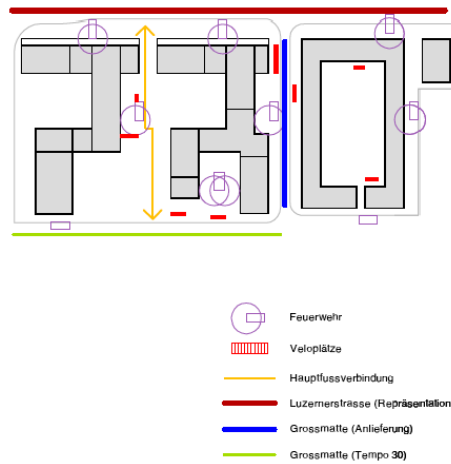 Feuerwehr
Veloplätze
Hauptfussverbindung
Luzernerstrasse (Repräsentation
Grossmatte (Anlieferung)
Grossmatte (Tempo 30)